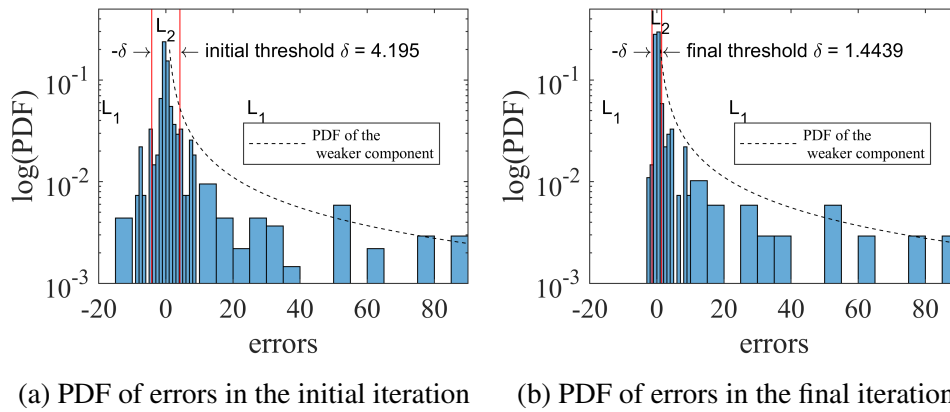 L2
-δ
initial threshold δ = 4.195
10-1
L1
L1
PDF of the
weaker component
log(PDF)
10-2
10-3
-20 0 20 40 60 80
errors
(a) PDF of errors in the initial iteration
L2
-δ
final threshold δ = 1.4439
10-1
L1
L1
PDF of the
weaker component
log(PDF)
10-2
10-3
-20 0 20 40 60 80
errors
(b) PDF of errors in the final iteration